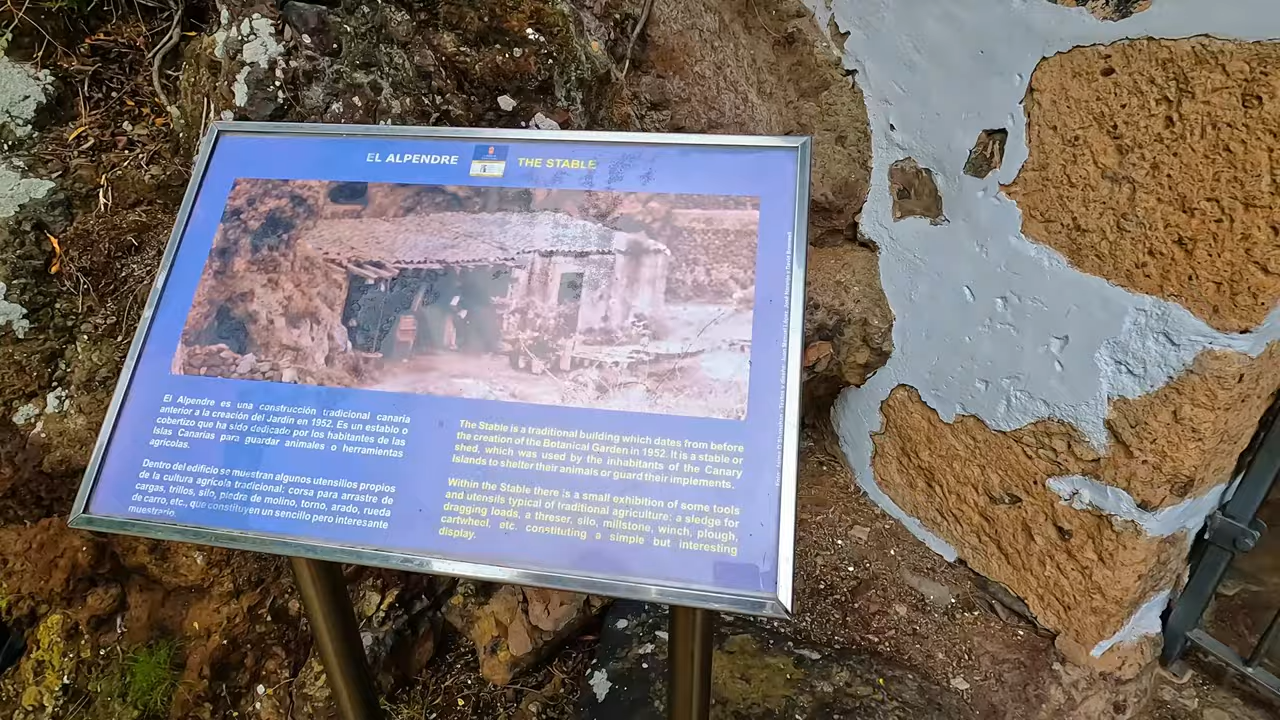 EL ALPENDRE
THE STABLE
El Alpendre es una construcción tradicional canaria
anterior a la creación del Jardín en 1952. Es un establo o
cobertizo que ha sido dedicado por los habitantes de las
Islas Canarias para guardar animales o herramientas
agrícolas.
Dentro del edificio se muestran algunos utensilios propios
de la cultura agrícola tradicional: corsa para arrastre de
cargas, trillos, silo, piedra de molino, torno, arado, rueda
de carro, etc., que constituyen un sencillo pero interesante
muestrario.
The Stable is a traditional building which dates from before
the creation of the Botanical Garden in 1952. It is a stable or
shed, which was used by the inhabitants of the Canary
Islands to shelter their animals or guard their implements.
Within the Stable there is a small exhibition of some tools
and utensils typical of traditional agriculture: a sledge for
dragging loads, a threser, silo, millstone, winch, plough,
cartwheel, etc. constituting a simple but interesting
display.